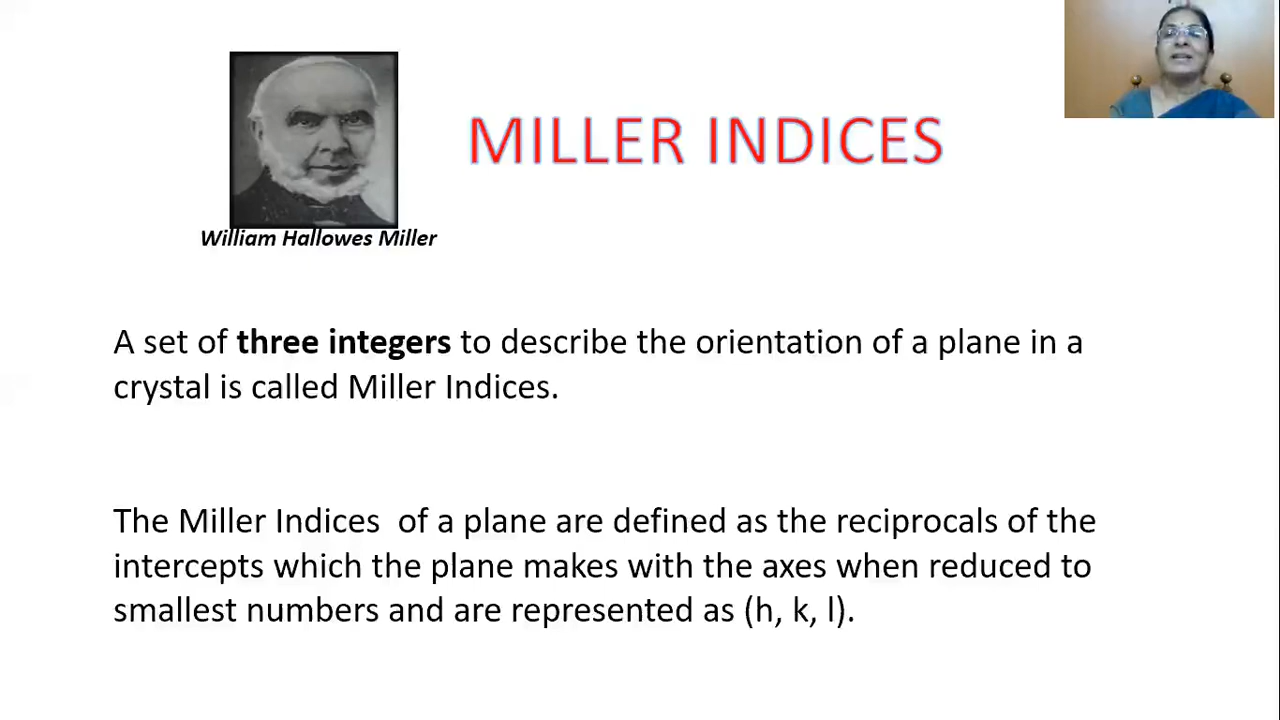 MILLER INDICES
William Hallowes Miller
A set of three integers to describe the orientation of a plane in a
crystal is called Miller Indices.
The Miller Indices  of a plane are defined as the reciprocals of the
intercepts which the plane makes with the axes when reduced to
smallest numbers and are represented as (h, k, l).